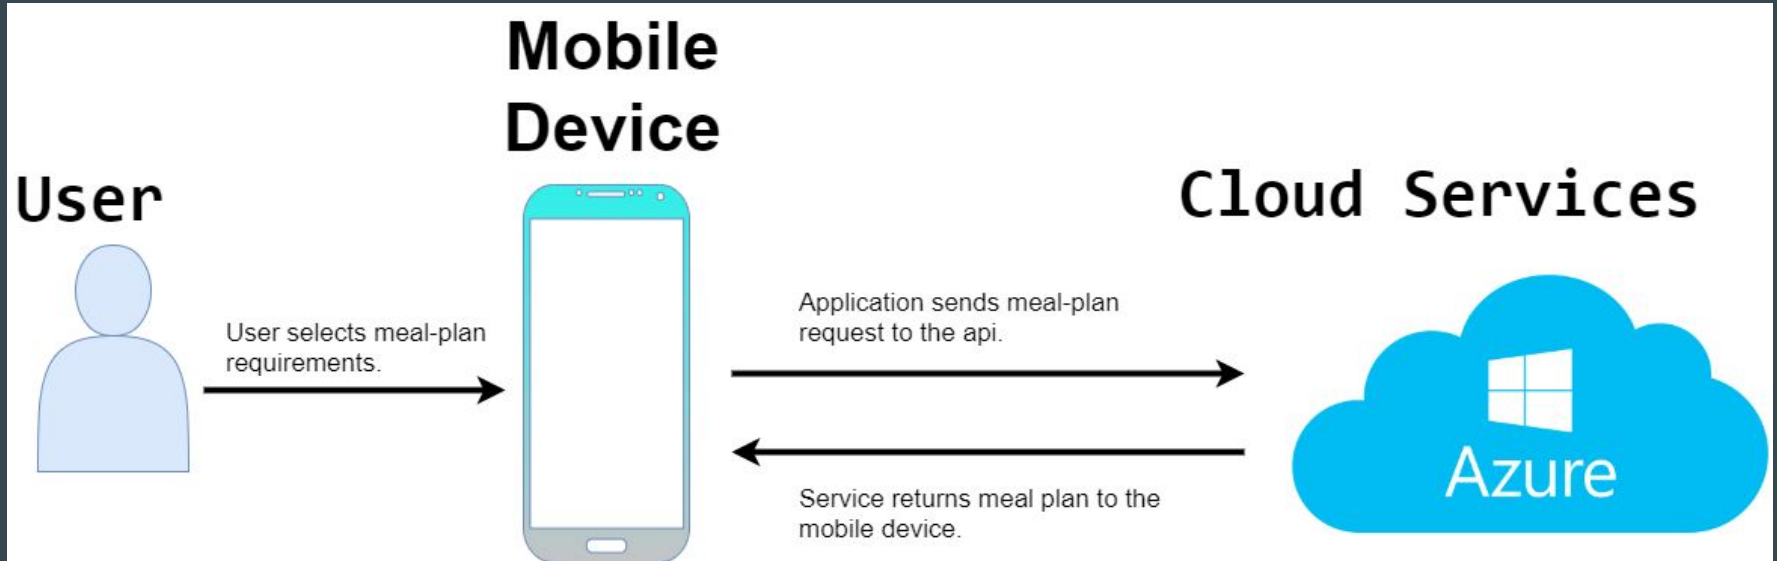 Mobile
Device
User
Cloud Services
User selects meal-plan
requirements.
Application sends meal-plan
request to the api.
Service returns meal plan to the
mobile device.
Azure